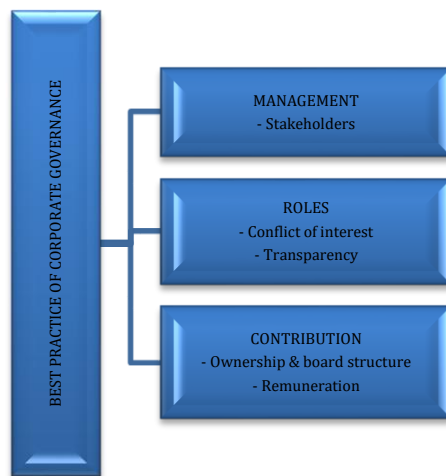 BEST PRACTICE OF CORPORATE GOVERNANCE
MANAGEMENT
- Stakeholders
ROLES
- Conflict of interest
- Transparency
CONTRIBUTION
- Ownership & board structure
- Remuneration